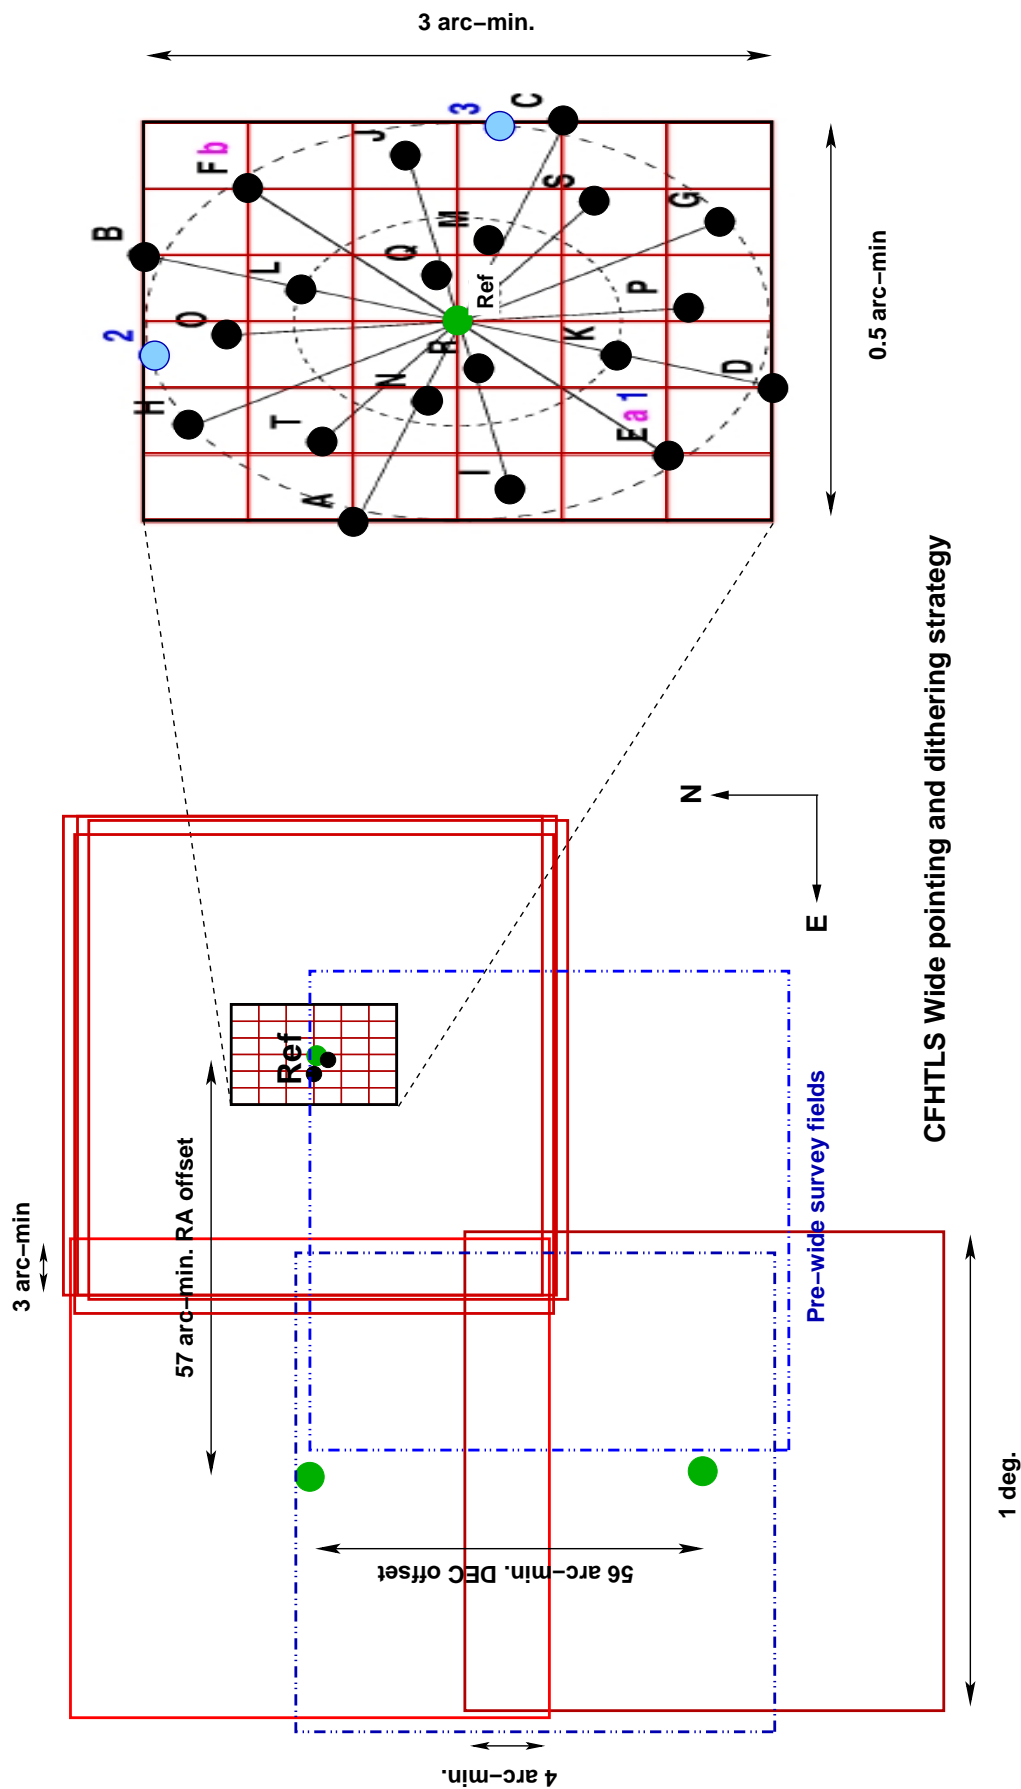 3 arc–min.
B
F b
2
H
O
L
J
3
C
T
N
Q
M
S
A
R
Ref
G
I
K
P
E a 1
D
0.5 arc–min
3 arc–min
57 arc–min. RA offset
Ref
N
E
56 arc–min. DEC offset
4 arc–min.
1 deg.
Pre–wide survey fields
CFHTLS Wide pointing and dithering strategy